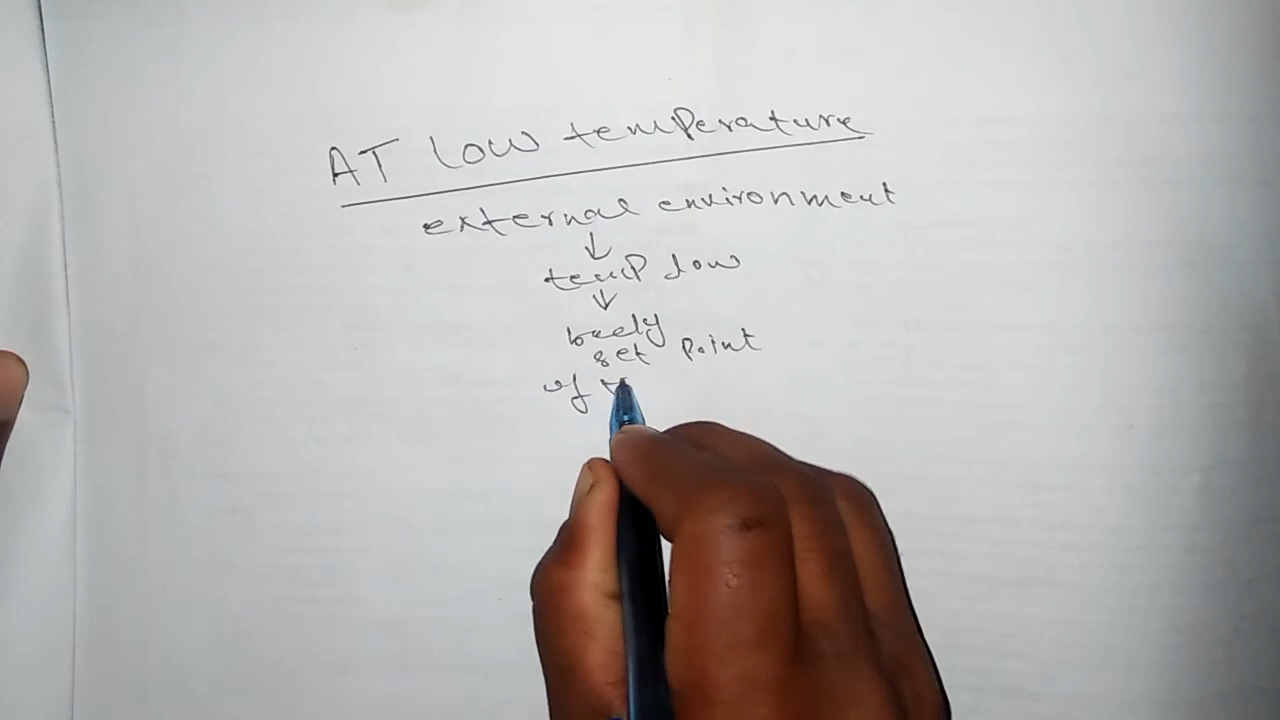 AT low temperature
external environment
↓
temp low
↓
body
set point
of